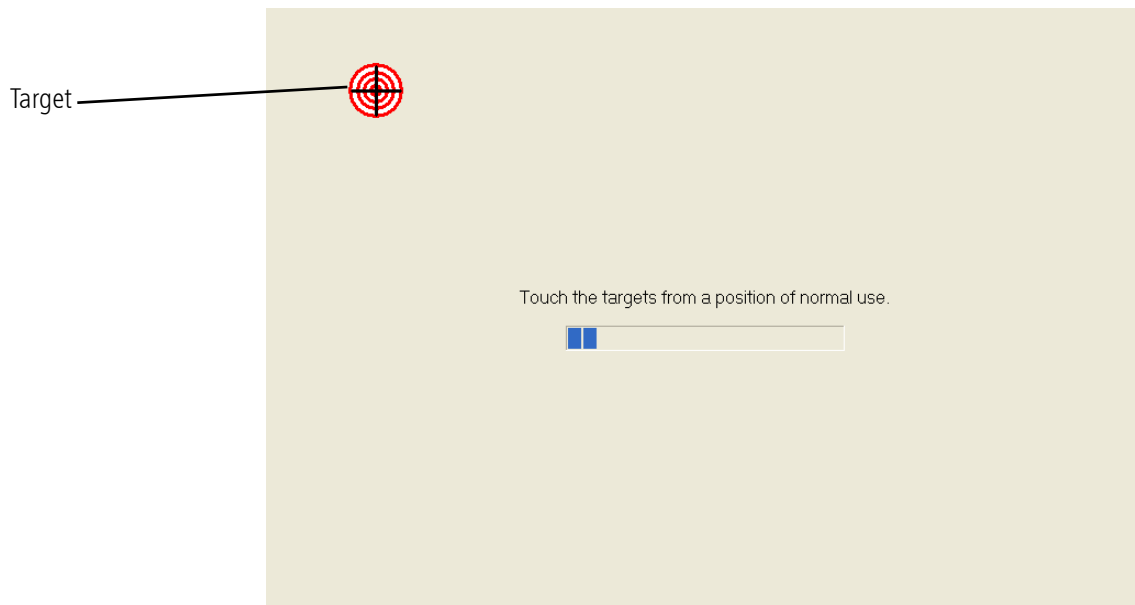 Target
Touch the targets from a position of normal use.